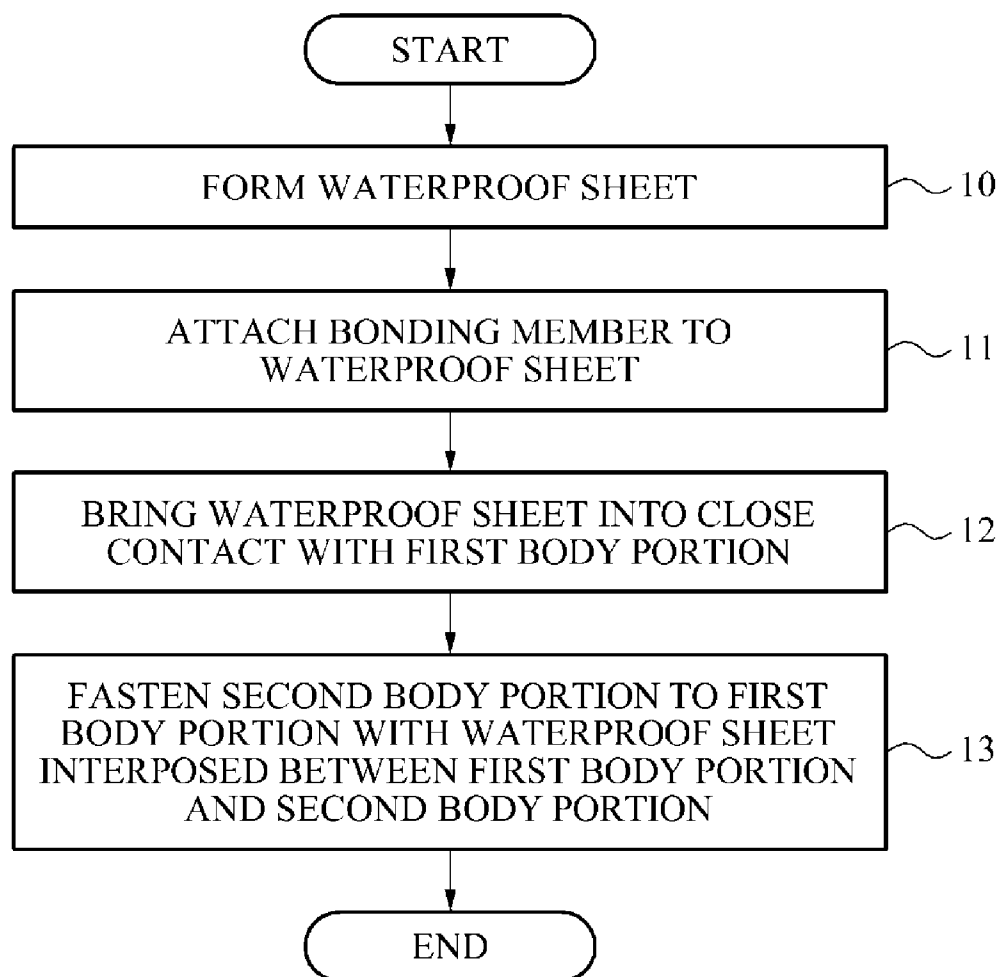 START
FORM WATERPROOF SHEET
10
ATTACH BONDING MEMBER TO
WATERPROOF SHEET
11
BRING WATERPROOF SHEET INTO CLOSE
CONTACT WITH FIRST BODY PORTION
12
FASTEN SECOND BODY PORTION TO FIRST
BODY PORTION WITH WATERPROOF SHEET
INTERPOSED BETWEEN FIRST BODY PORTION
AND SECOND BODY PORTION
13
END